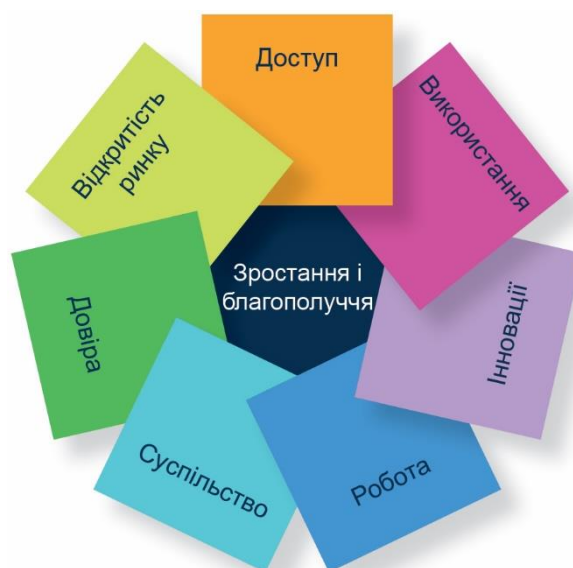 Доступ
Використання
Інновації
Робота
Суспільство
Довіра
Відкритість
ринку
Зростання і
благополуччя